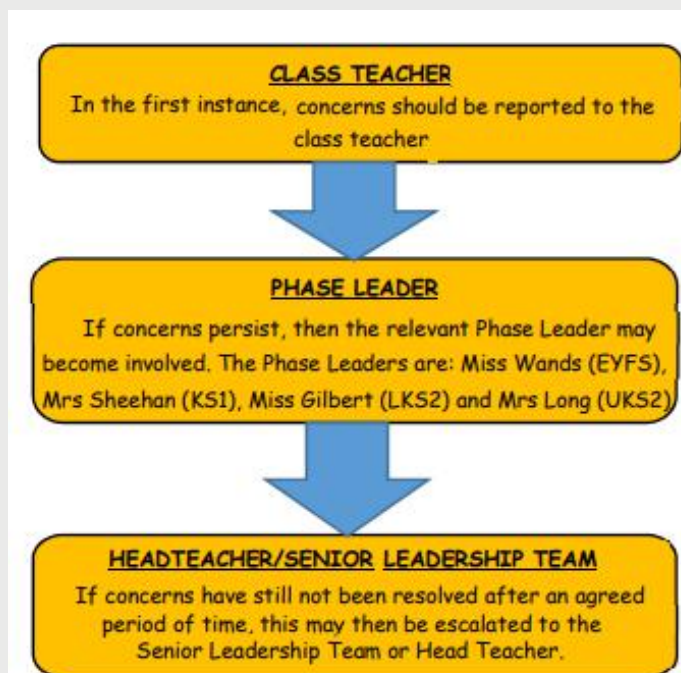 CLASS TEACHER
In the first instance, concerns should be reported to the
class teacher
PHASE LEADER
If concerns persist, then the relevant Phase Leader may
become involved. The Phase Leaders are: Miss Wands (EYFS),
Mrs Sheehan (KS1), Miss Gilbert (LKS2) and Mrs Long (UKS2)
HEADTEACHER/SENIOR LEADERSHIP TEAM
If concerns have still not been resolved after an agreed
period of time, this may then be escalated to the
Senior Leadership Team or Head Teacher.